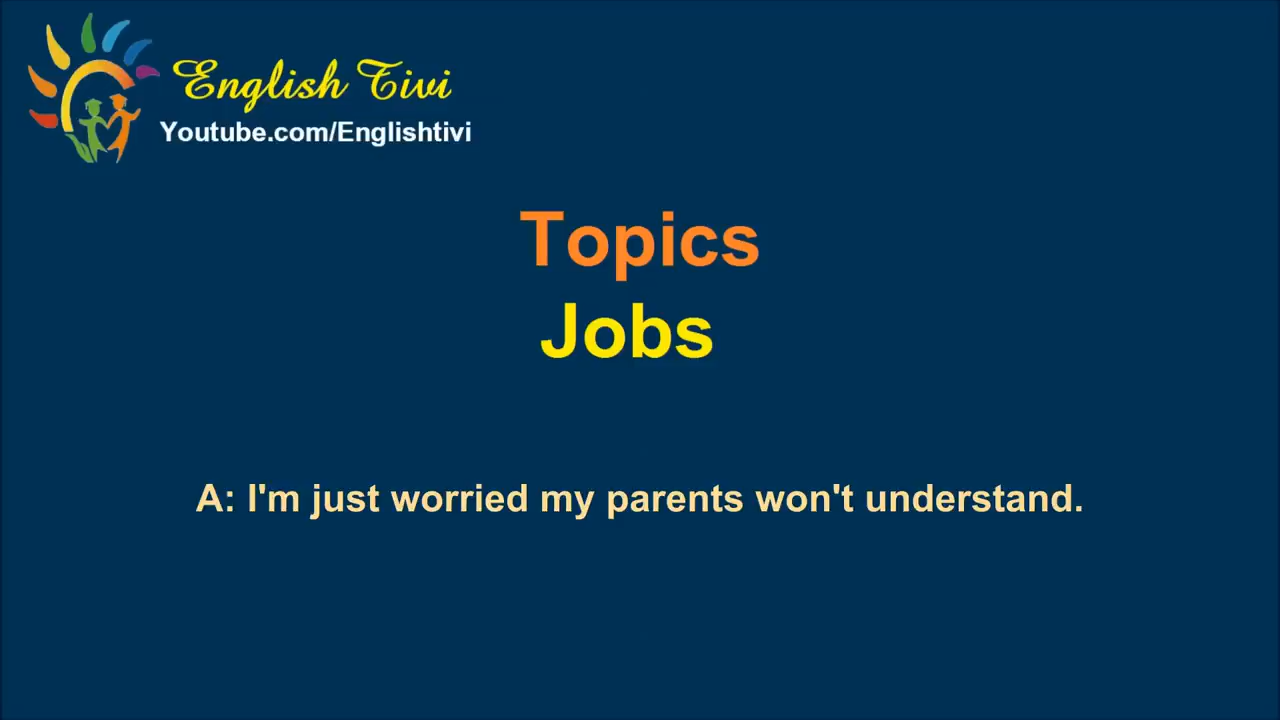 English Tivi
Youtube.com/Englishtivi
Topics
Jobs
A: I'm just worried my parents won't understand.